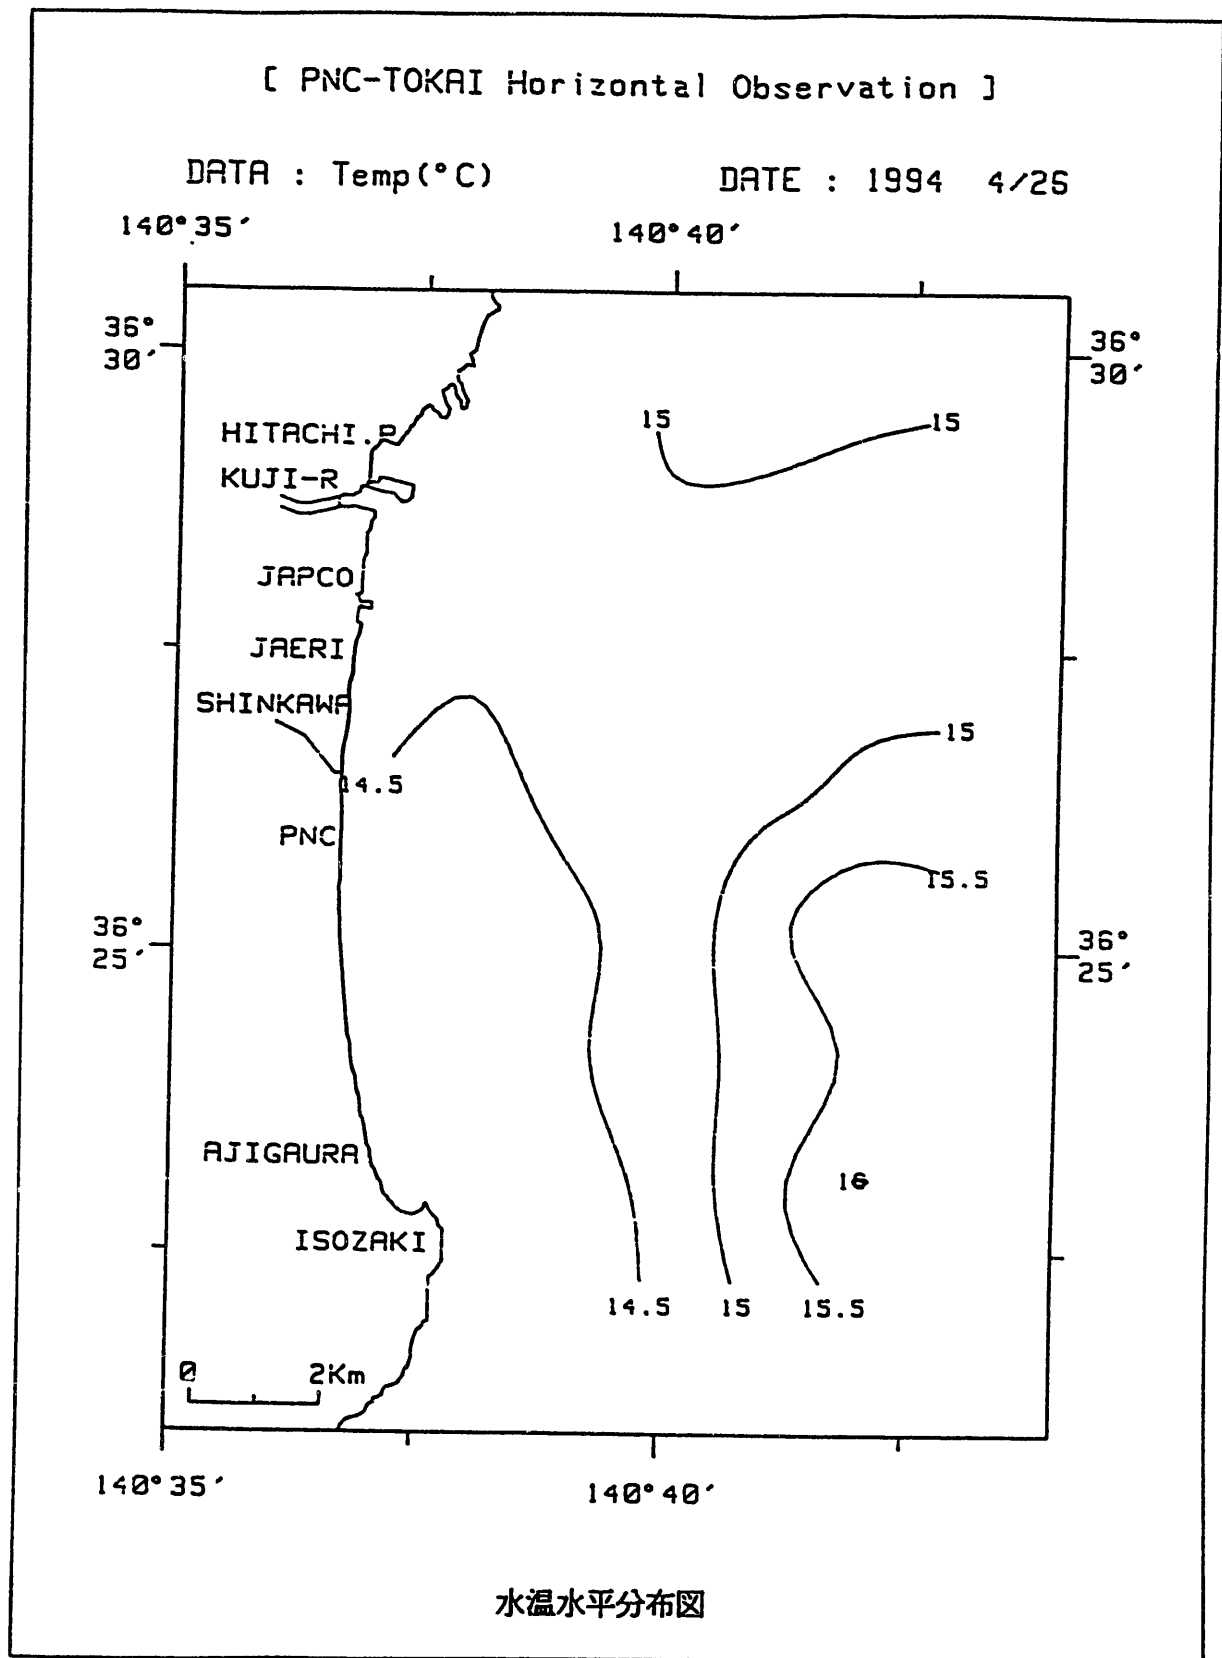 [ PNC-TOKAI Horizontal Observation ]
DATA : Temp(°C) DATE : 1994 4/25
140°35′ 140°40′
36° 30′
36° 30′
15 15
HITACHI.P
KUJI-R
JAPCO
JAERI
SHINKAWA
15
14.5
PNC
15.5
36° 25′
36° 25′
AJIGAURA
16
ISOZAKI
14.5 15 15.5
0 2Km
140°35′ 140°40′
水温水平分布図